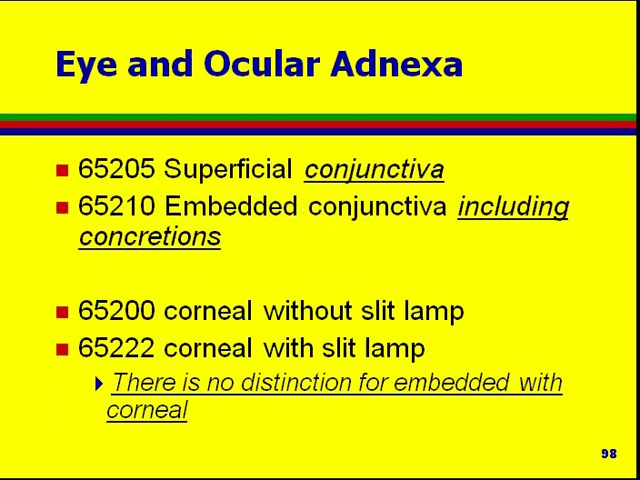 Eye and Ocular Adnexa
65205 Superficial conjunctiva
65210 Embedded conjunctiva including
concretions
65200 corneal without slit lamp
65222 corneal with slit lamp
There is no distinction for embedded with
corneal
98